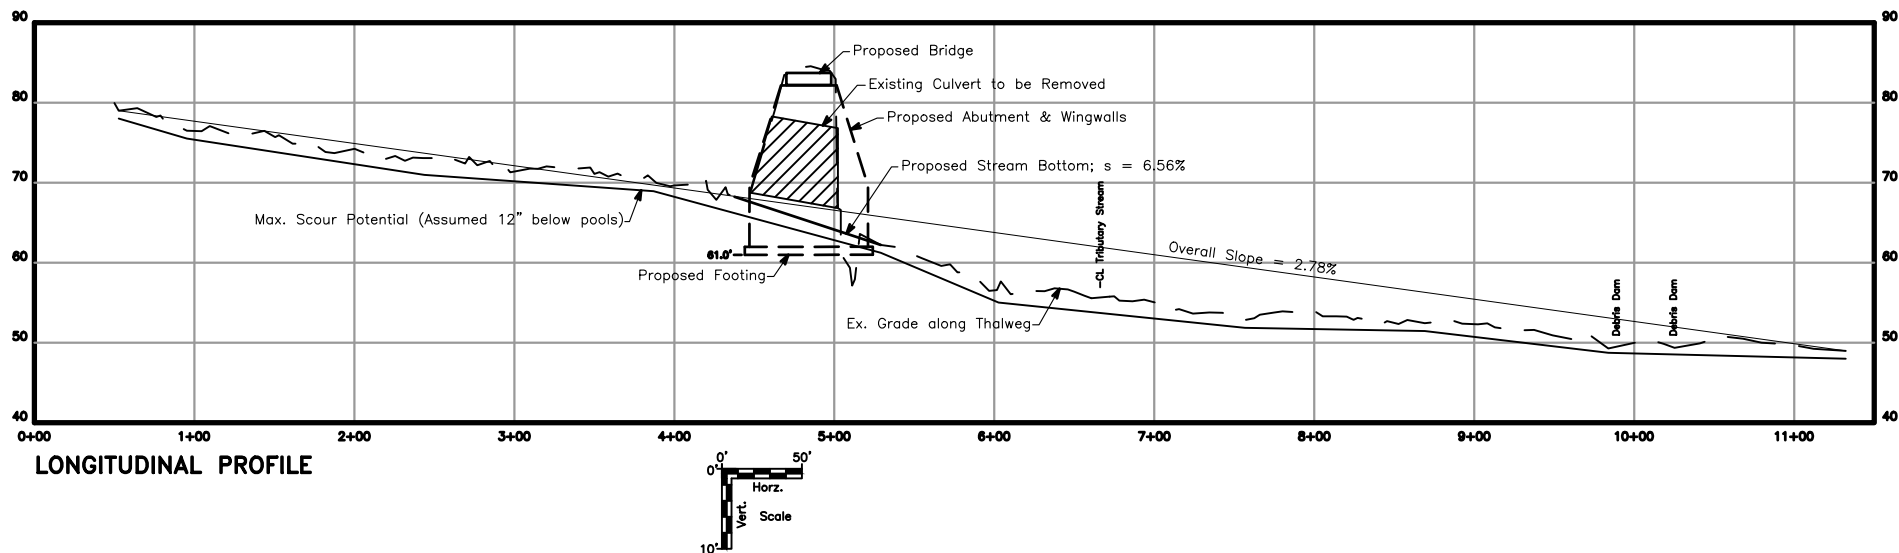 90
90
Proposed Bridge
Existing Culvert to be Removed
80
80
Proposed Abutment & Wingwalls
Proposed Stream Bottom; s = 6.56%
70
70
Max. Scour Potential (Assumed 12" below pools)
CL Tributary Stream
Overall Slope = 2.78%
61.0'
60
60
Proposed Footing
Debris Dam
Debris Dam
Ex. Grade along Thalweg
50
50
40
40
0+00
1+00
2+00
3+00
4+00
5+00
6+00
7+00
8+00
9+00
10+00
11+00
LONGITUDINAL PROFILE
0'
50'
0'
Horz.
Vert.
Scale
10'